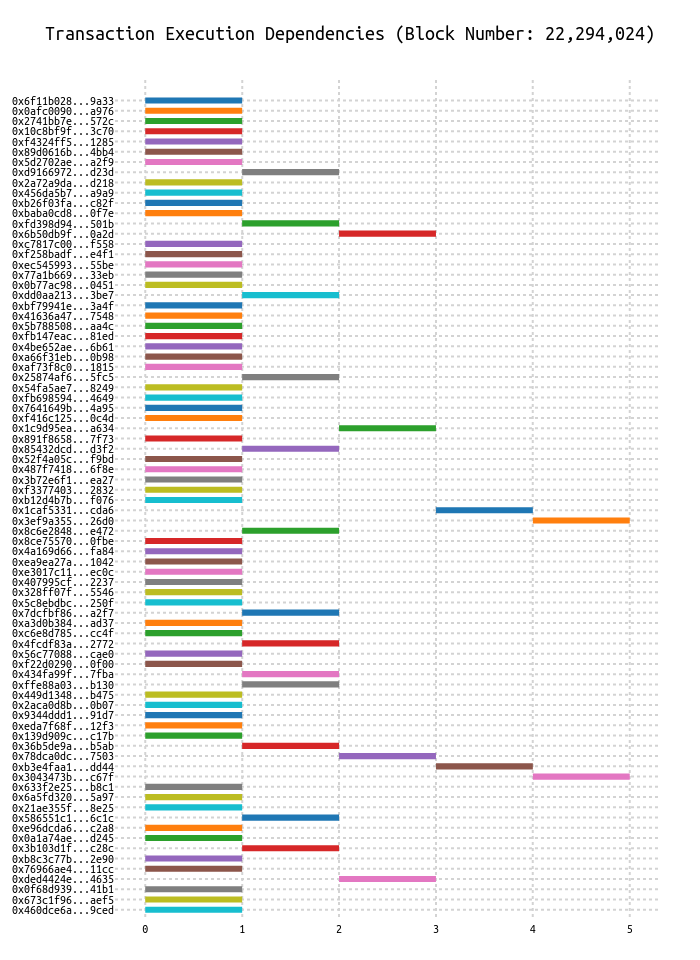 Transaction Execution Dependencies (Block Number: 22,294,024)
0x6f11b028...9a33
0x0afc0090...a976
0x2741bb7e...572c
0x10c8bf9f...3c70
0xf4324ff5...1285
0x89d0616b...4bb4
0x5d2702ae...a2f9
0xd9166972...d23d
0x2a72a9da...d218
0x456da5b7...a9a9
0xb26f03fa...c82f
0xbaba0cd8...0f7e
0xfd398d94...501b
0x6b50db9f...0a2d
0xc7817c00...f558
0xf258badf...e4f1
0xec545993...55be
0x77a1b669...33eb
0x0b77ac98...0451
0xdd0aa213...3be7
0xbf79941e...3a4f
0x41636a47...7548
0x5b788508...aa4c
0xfb147eac...81ed
0x4be652ae...6b61
0xa66f31eb...0b98
0xaf73f8c0...1815
0x25874af6...5fc5
0x54fa5ae7...8249
0xfb698594...4649
0x7641649b...4a95
0xf416c125...0c4d
0x1c9d95ea...a634
0x891f8658...7f73
0x85432dcd...d3f2
0x52f4a05c...f9bd
0x487f7418...6f8e
0x3b72e6f1...ea27
0xf3377403...2832
0xb12d4b7b...f076
0x1caf5331...cda6
0x3ef9a355...26d0
0x8c6e2848...e472
0x8ce75570...0fbe
0x4a169d66...fa84
0xea9ea27a...1042
0xe3017c11...ec0c
0x407995cf...2237
0x328ff07f...5546
0x5c8ebdbc...250f
0x7dcfbf86...a2f7
0xa3d0b384...ad37
0xc6e8d785...cc4f
0x4fcdf83a...2772
0x56c77088...cae0
0xf22d0290...0f00
0x434fa99f...7fba
0xffe88a03...b130
0x449d1348...b475
0x2aca0d8b...0b07
0x9344ddd1...91d7
0xeda7f68f...12f3
0x139d909c...c17b
0x36b5de9a...b5ab
0x78dca0dc...7503
0xb3e4faa1...dd44
0x3043473b...c67f
0x633f2e25...b8c1
0x6a5fd320...5a97
0x21ae355f...8e25
0x586551c1...6c1c
0xe96dcda6...c2a8
0x0a1a74ae...d245
0x3b103d1f...c28c
0xb8c3c77b...2e90
0x76966ae4...11cc
0xded4424e...4635
0x0f68d939...41b1
0x673c1f96...aef5
0x460dce6a...9ced
0 1 2 3 4 5